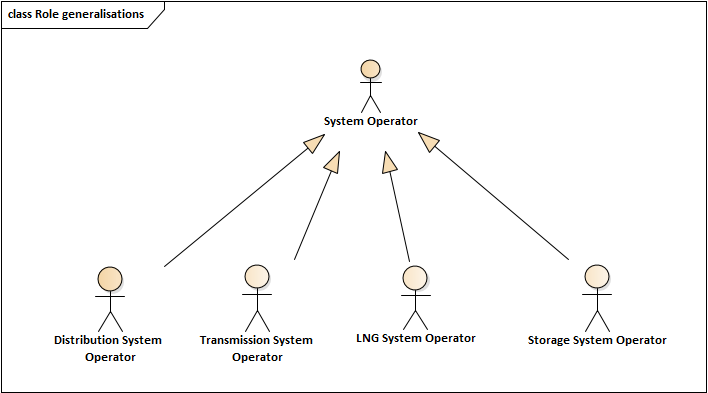 class Role generalisations
System Operator
Distribution System
Operator
Transmission System
Operator
LNG System Operator
Storage System Operator